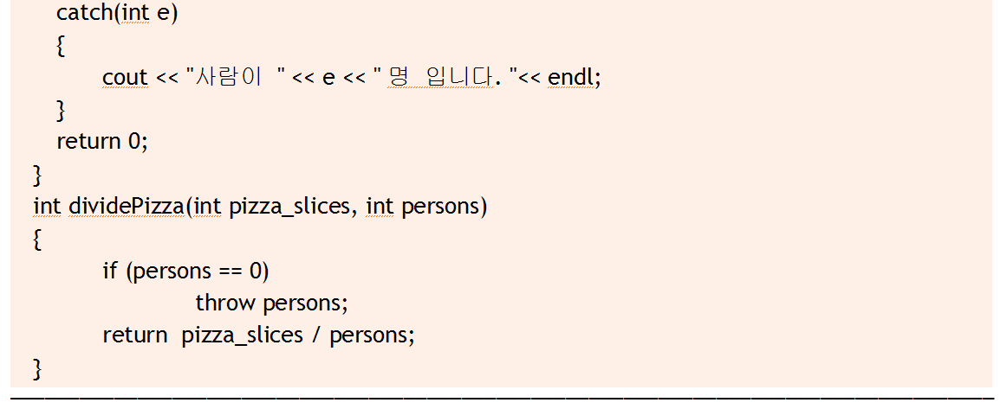 catch(int e)
{
cout << "사람이 " << e << " 명 입니다. "<< endl;
}
return 0;
}
int dividePizza(int pizza_slices, int persons)
{
if (persons == 0)
throw persons;
return pizza_slices / persons;
}